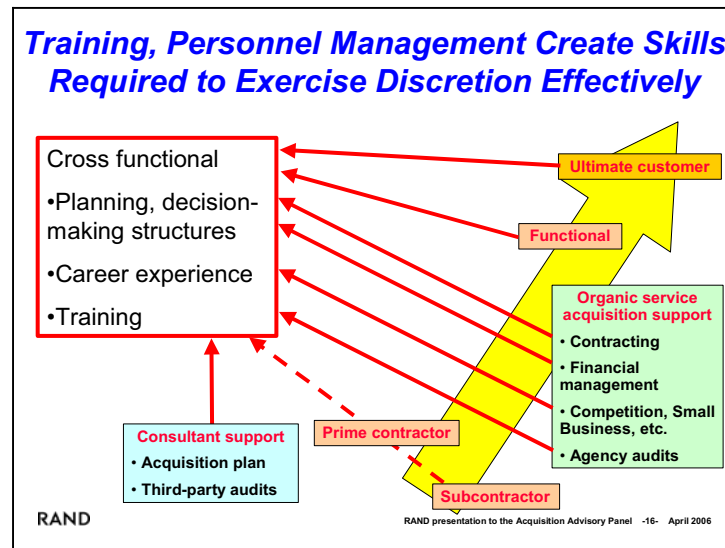 Training, Personnel Management Create Skills
Required to Exercise Discretion Effectively
Cross functional
•Planning, decision-
making structures
•Career experience
•Training
Ultimate customer
Functional
Organic service
acquisition support
• Contracting
• Financial
management
• Competition, Small
Business, etc.
• Agency audits
Prime contractor
Consultant support
• Acquisition plan
• Third-party audits
Subcontractor
RAND
RAND presentation to the Acquisition Advisory Panel -16- April 2006